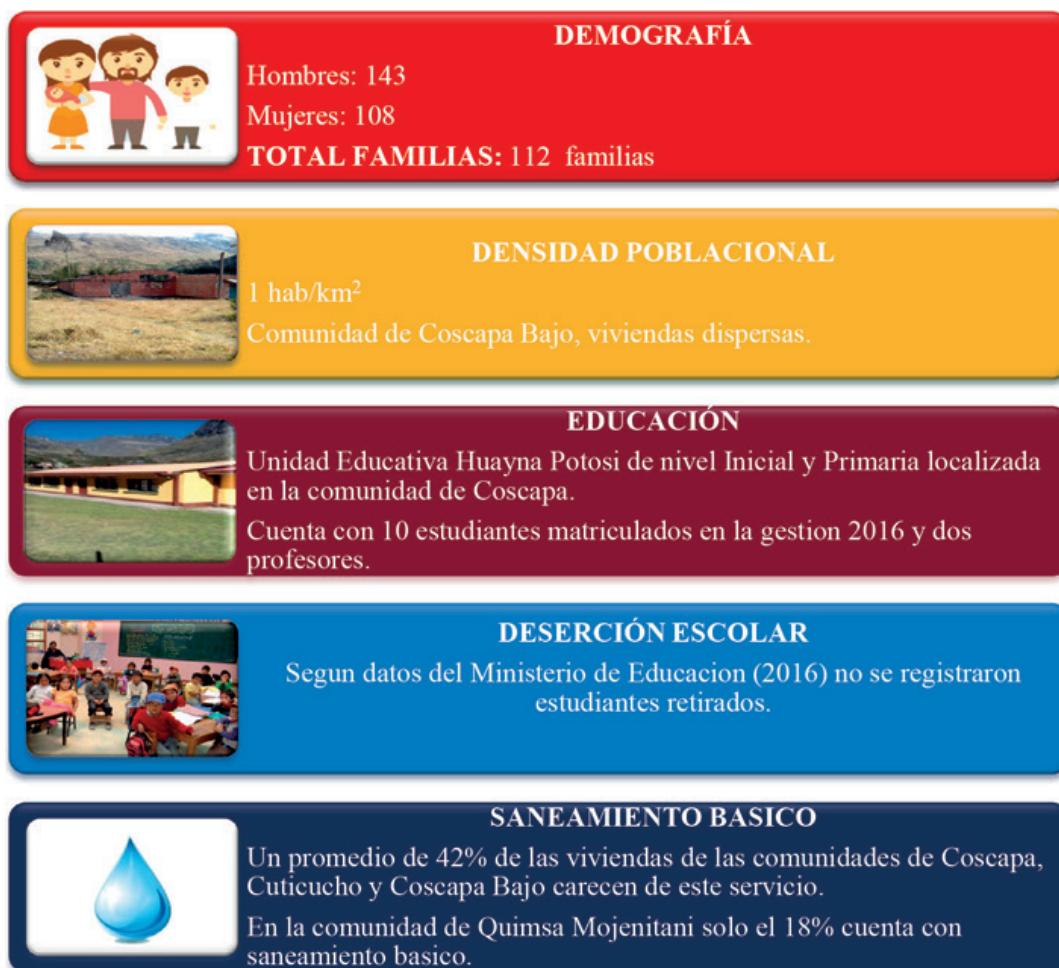 DEMOGRAFÍA
Hombres: 143
Mujeres: 108
TOTAL FAMILIAS: 112 familias
DENSIDAD POBLACIONAL
1 hab/km²
Comunidad de Coscapa Bajo, viviendas dispersas.
EDUCACIÓN
Unidad Educativa Huayna Potosi de nivel Inicial y Primaria localizada
en la comunidad de Coscapa.
Cuenta con 10 estudiantes matriculados en la gestion 2016 y dos
profesores.
DESERCIÓN ESCOLAR
Segun datos del Ministerio de Educacion (2016) no se registraron
estudiantes retirados.
SANEAMIENTO BASICO
Un promedio de 42% de las viviendas de las comunidades de Coscapa,
Cuticucho y Coscapa Bajo carecen de este servicio.
En la comunidad de Quimsa Mojenitani solo el 18% cuenta con
saneamiento basico.